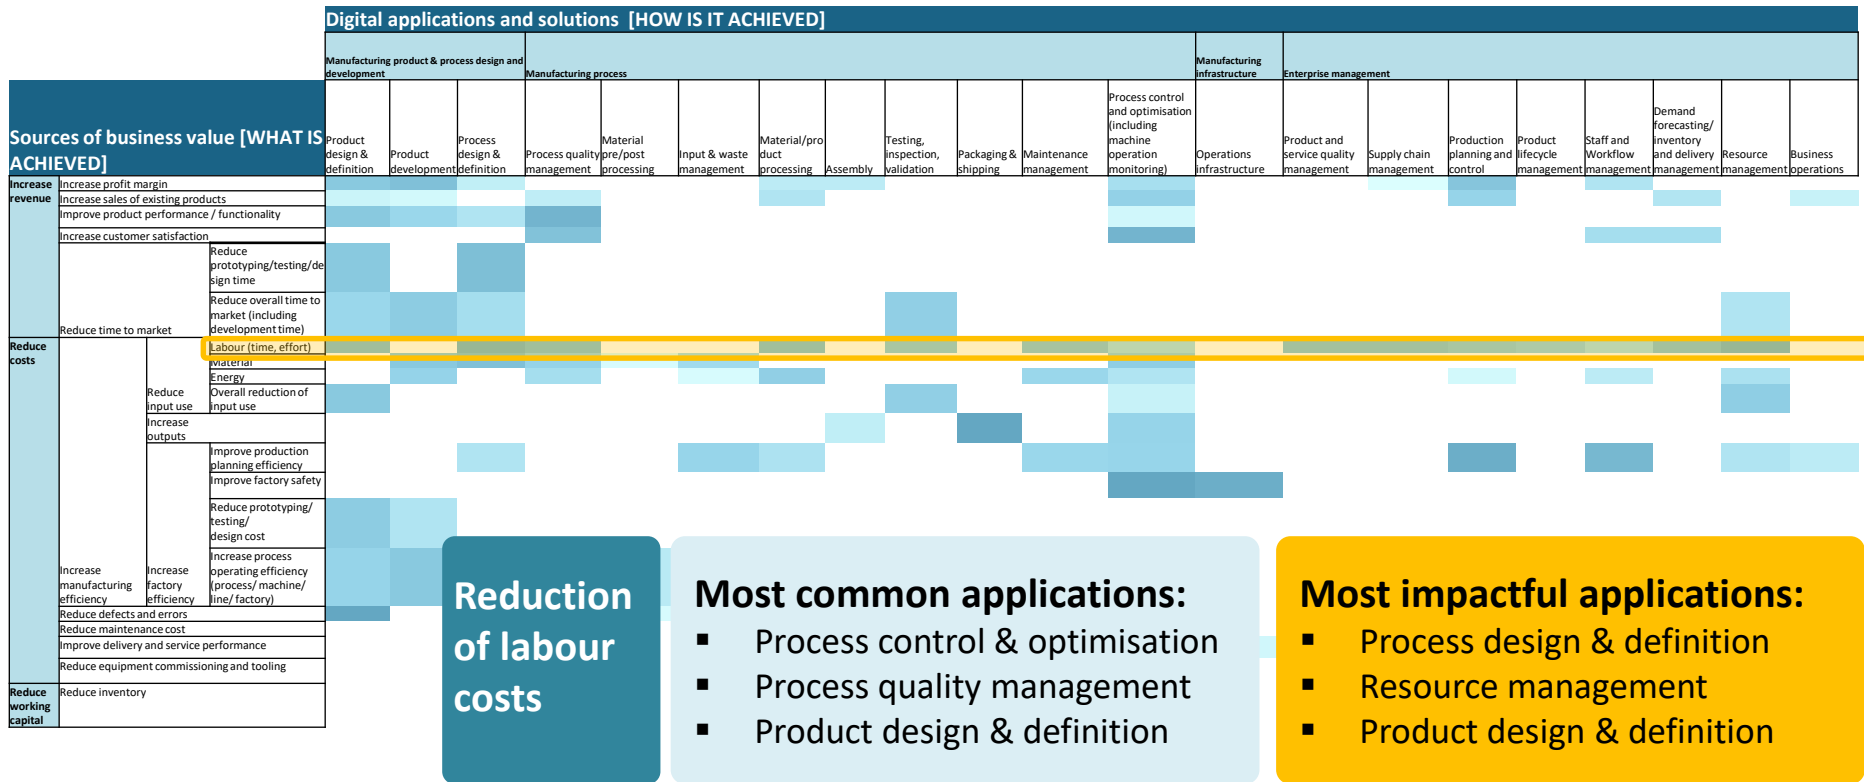 Digital applications and solutions [HOW IS IT ACHIEVED]
Manufacturing product & process design and
development
Manufacturing process
Manufacturing
infrastructure
Enterprise management
Sources of business value [WHAT IS
ACHIEVED]
Product
design &
definition
Product
development
Process
design &
definition
Process quality
management
Material
pre/post
processing
Input & waste
management
Material/pro
duct
processing
Assembly
Testing,
inspection,
validation
Packaging &
shipping
Maintenance
management
Process control
and optimisation
(including
machine
operation
monitoring)
Operations
infrastructure
Product and
service quality
management
Supply chain
management
Production
planning and
control
Product
lifecycle
management
Staff and
Workflow
management
Demand
forecasting/
inventory
and delivery
management
Resource
management
Business
operations
Increase
revenue
Increase profit margin
Increase sales of existing products
Improve product performance / functionality
Increase customer satisfaction
Reduce time to market
Reduce
prototyping/testing/de
sign time
Reduce overall time to
market (including
development time)
Reduce
costs
Increase
manufacturing
efficiency
Reduce
input use
Labour (time, effort)
Material
Energy
Overall reduction of
input use
Increase
outputs
Increase
factory
efficiency
Improve production
planning efficiency
Improve factory safety
Reduce prototyping/
testing/
design cost
Increase process
operating efficiency
(process/ machine/
line/ factory)
Reduce defects and errors
Reduce maintenance cost
Improve delivery and service performance
Reduce equipment commissioning and tooling
Reduce
working
capital
Reduce inventory
Reduction
of labour
costs
Most common applications:
▪ Process control & optimisation
▪ Process quality management
▪ Product design & definition
Most impactful applications:
▪ Process design & definition
▪ Resource management
▪ Product design & definition